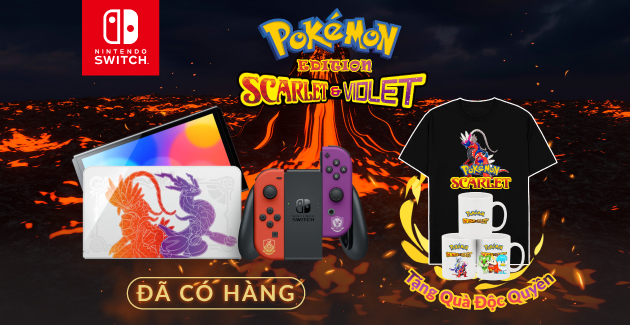 NINTENDO
SWITCH.
POKÉMON
EDITION
SCARLET & VIOLET
POKÉMON
SCARLET
ĐÃ CÓ HÀNG
Tặng Quà Độc Quyền